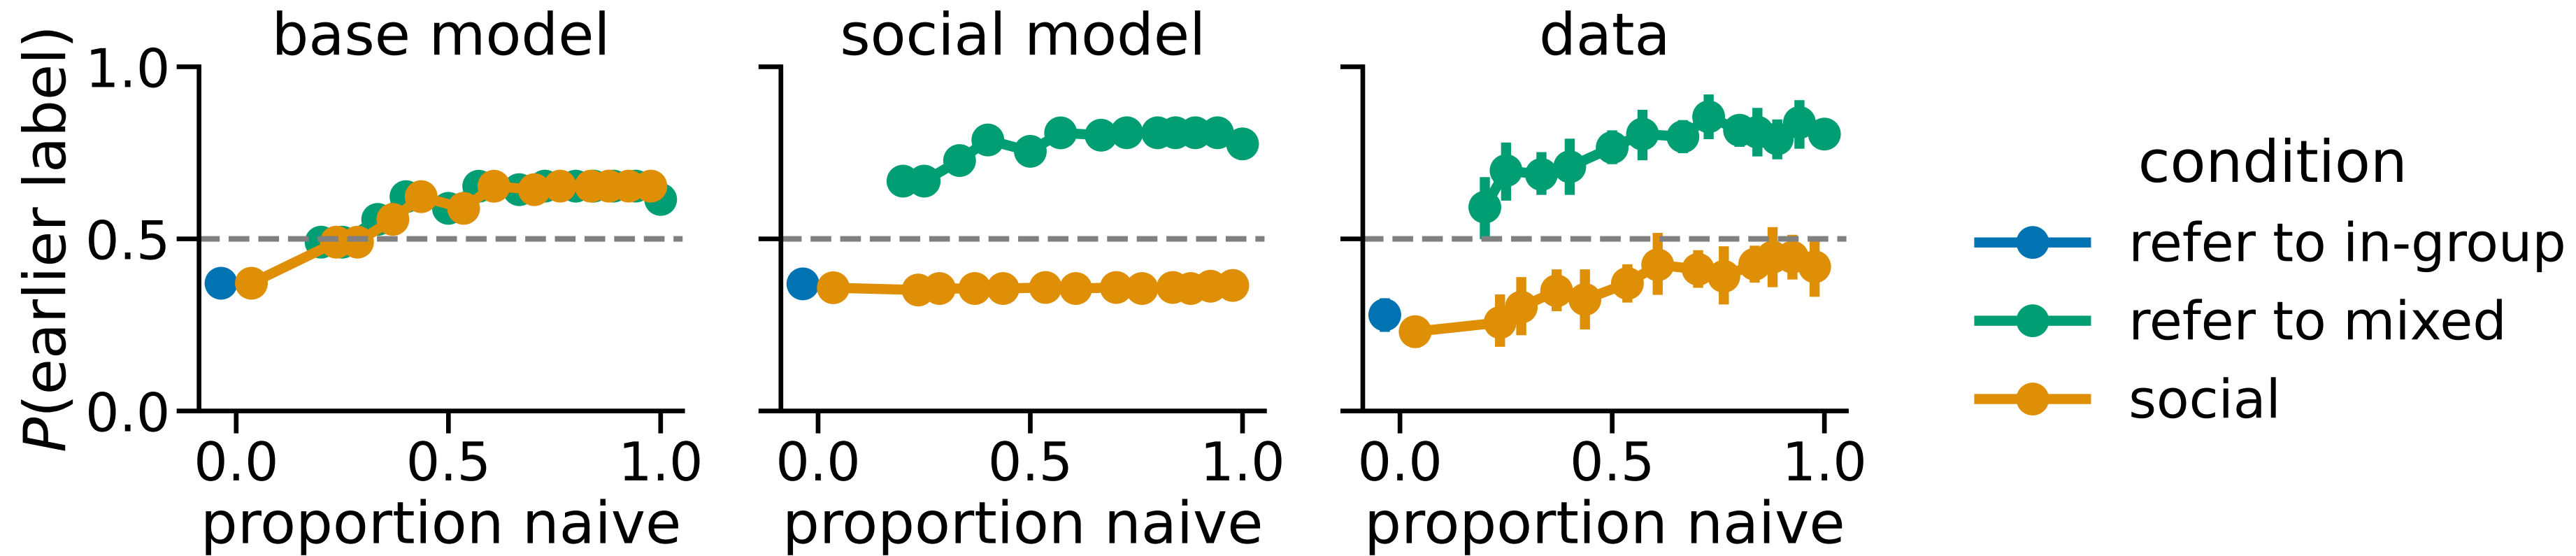 base model
social model
data
P(earlier label)
1.0
0.5
0.0
0.0 0.5 1.0
0.0 0.5 1.0
0.0 0.5 1.0
proportion naive
proportion naive
proportion naive
condition
refer to in-group
refer to mixed
social